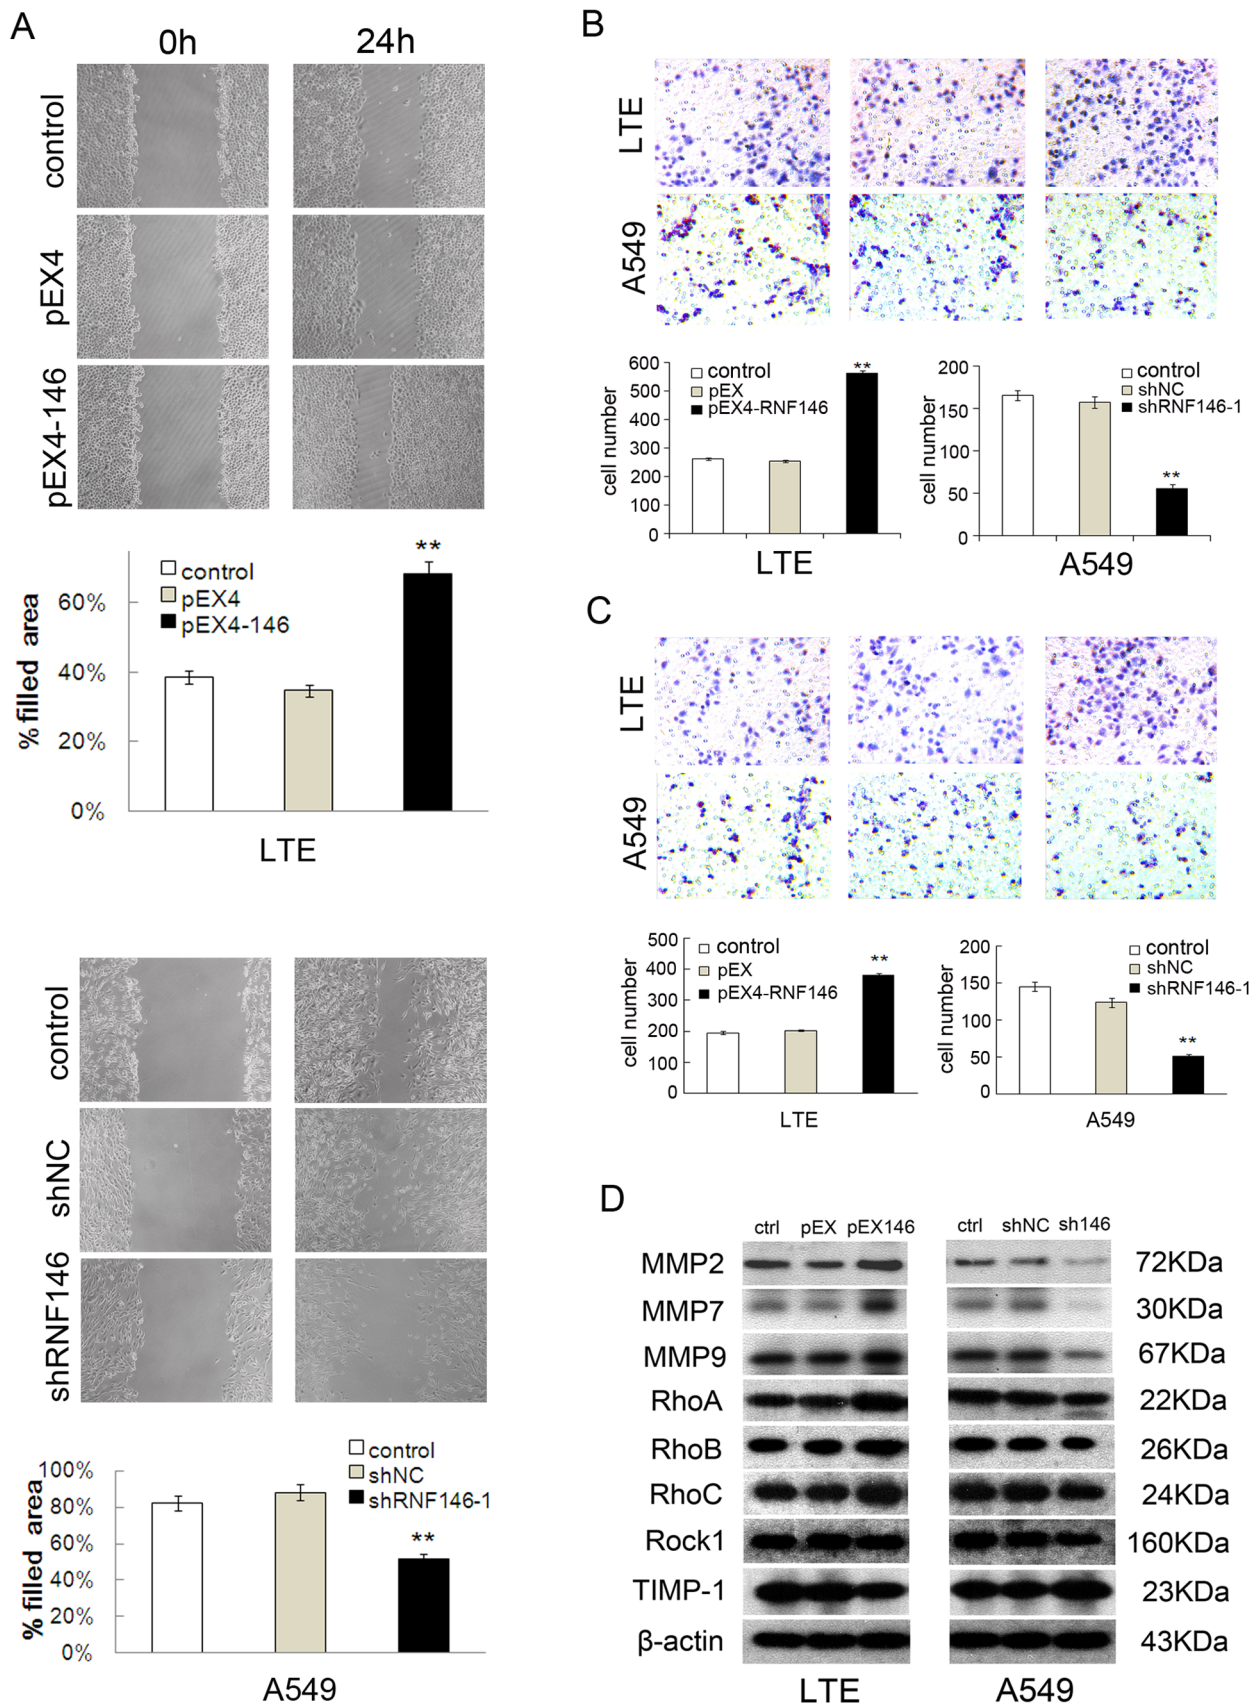 A
0h 24h
control
pEX4
pEX4-146
control
pEX4
pEX4-146
**
% filled area
60%
40%
20%
0%
LTE
control
shNC
shRNF146
control
shNC
shRNF146-1
**
% filled area
100%
80%
60%
40%
20%
0%
A549
B
LTE
A549
cell number
600
500
400
300
200
100
0
control
pEX
pEX4-RNF146
**
LTE
cell number
200
150
100
50
0
control
shNC
shRNF146-1
**
A549
C
LTE
A549
cell number
500
400
300
200
100
0
control
pEX
pEX4-RNF146
**
LTE
cell number
200
150
100
50
0
control
shNC
shRNF146-1
**
A549
D
ctrl pEX pEX146 ctrl shNC sh146
MMP2 72KDa
MMP7 30KDa
MMP9 67KDa
RhoA 22KDa
RhoB 26KDa
RhoC 24KDa
Rock1 160KDa
TIMP-1 23KDa
β-actin 43KDa
LTE A549